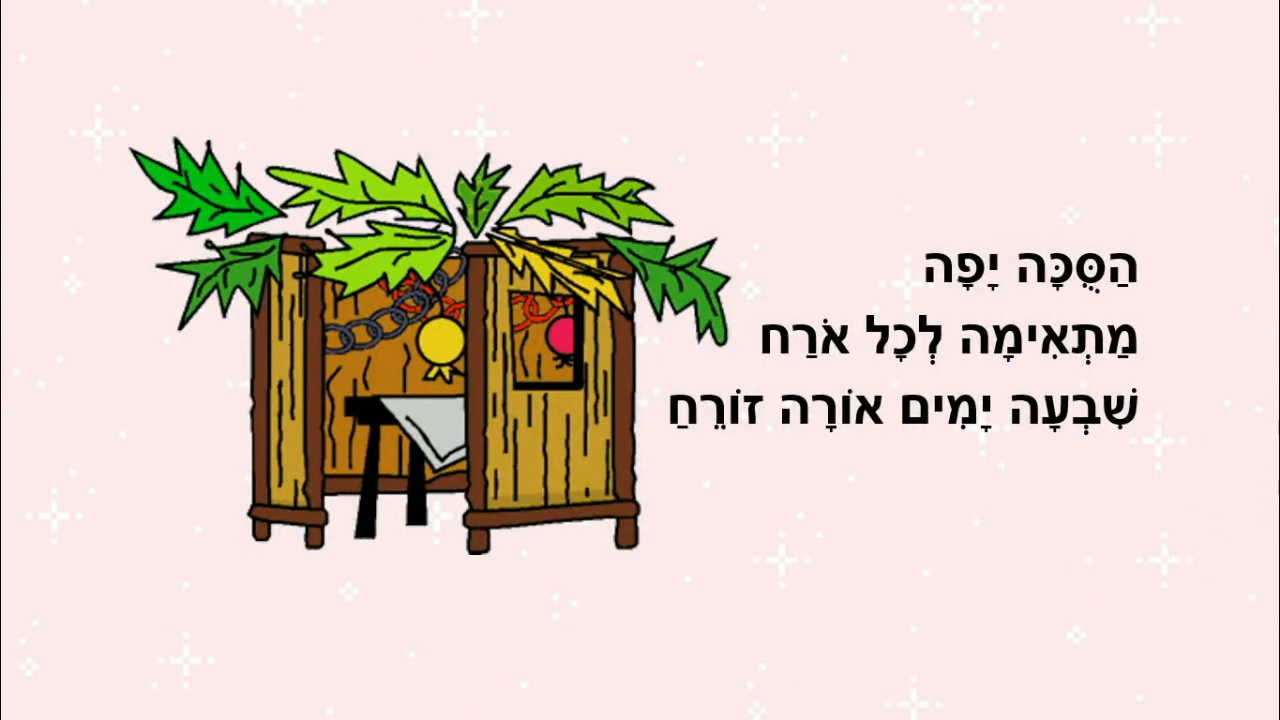 הַסֻּכָּה יָפָה
מַתְאִימָה לְכָל אֹרַח
שִׁבְעָה יָמִים אוֹרָה זוֹרֵחַ